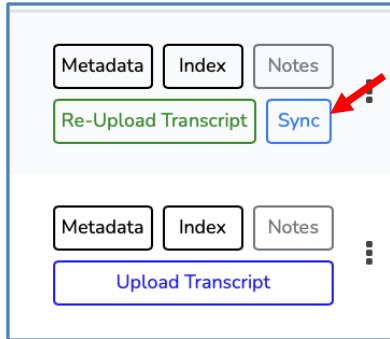 Metadata Index Notes
Re-Upload Transcript Sync
Metadata Index Notes
Upload Transcript